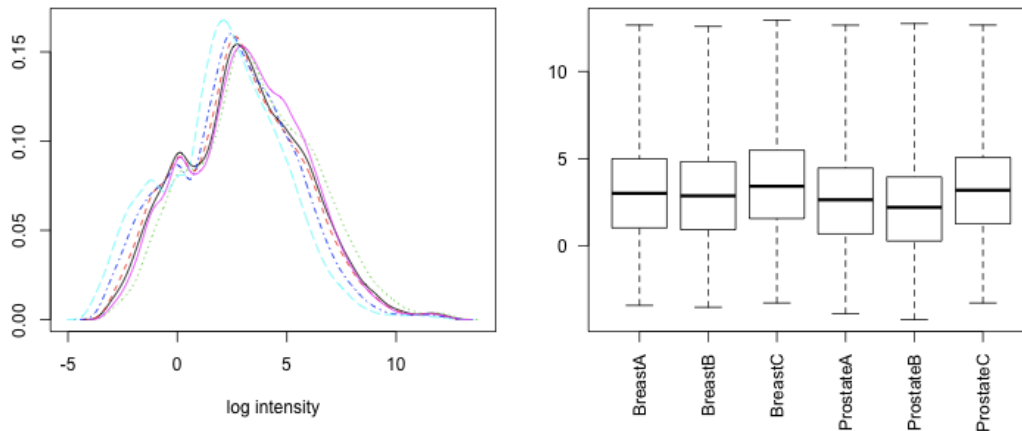 0.15
0.10
0.05
0.00
-5 0 5 10
log intensity
10
5
0
BreastA
BreastB
BreastC
ProstateA
ProstateB
ProstateC